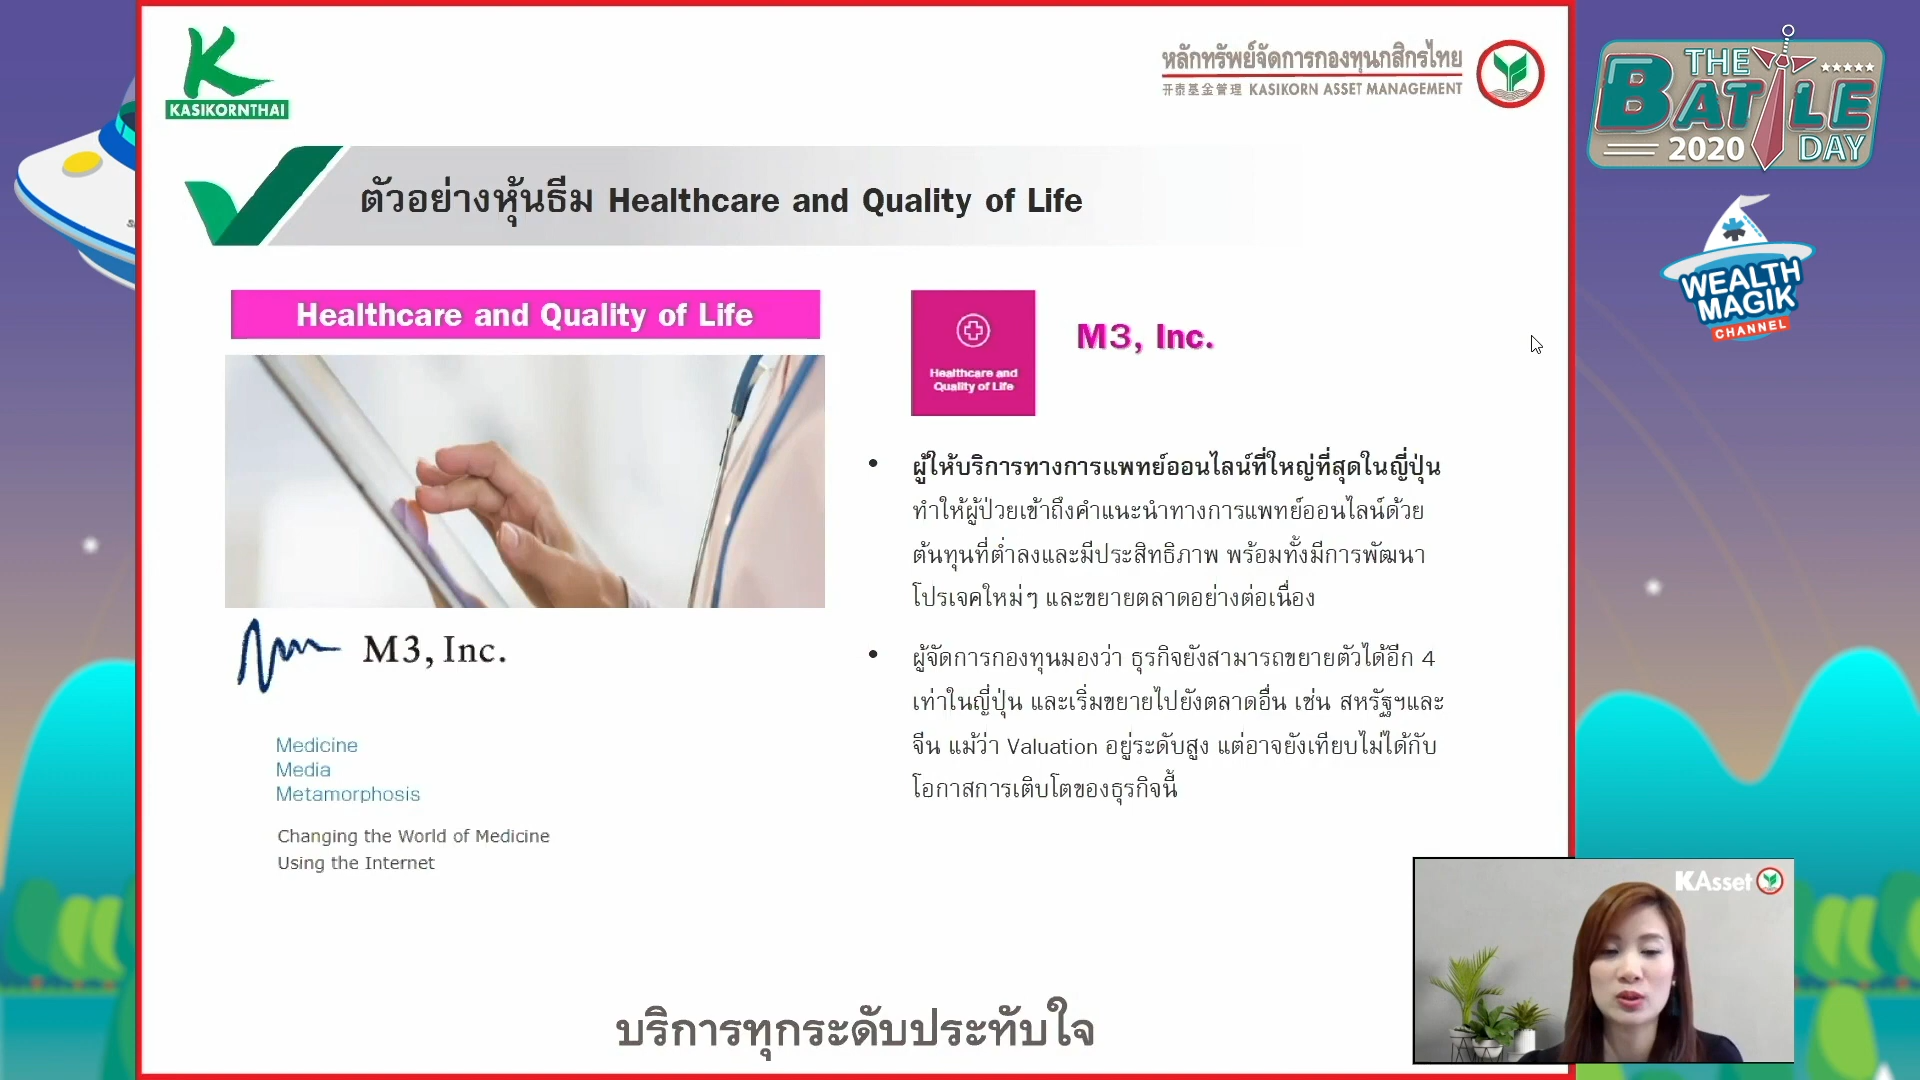 KASIKORNTHAI
หลักทรัพย์จัดการกองทุนกสิกรไทย
开泰基金管理 KASIKORN ASSET MANAGEMENT
THE
BATTLE
2020 DAY
WEALTH
MAGIK
CHANNEL
ตัวอย่างหุ้นธีม Healthcare and Quality of Life
Healthcare and Quality of Life
Healthcare and
Quality of Life
M3, Inc.
• ผู้ให้บริการทางการแพทย์ออนไลน์ที่ใหญ่ที่สุดในญี่ปุ่น
ทำให้ผู้ป่วยเข้าถึงคำแนะนำทางการแพทย์ออนไลน์ด้วย
ต้นทุนที่ต่ำลงและมีประสิทธิภาพ พร้อมทั้งมีการพัฒนา
โปรเจคใหม่ๆ และขยายตลาดอย่างต่อเนื่อง
• ผู้จัดการกองทุนมองว่า ธุรกิจยังสามารถขยายตัวได้อีก 4
เท่าในญี่ปุ่น และเริ่มขยายไปยังตลาดอื่น เช่น สหรัฐฯและ
จีน แม้ว่า Valuation อยู่ระดับสูง แต่อาจยังเทียบไม่ได้กับ
โอกาสการเติบโตของธุรกิจนี้
M3, Inc.
Medicine
Media
Metamorphosis
Changing the World of Medicine
Using the Internet
KAsset
บริการทุกระดับประทับใจ